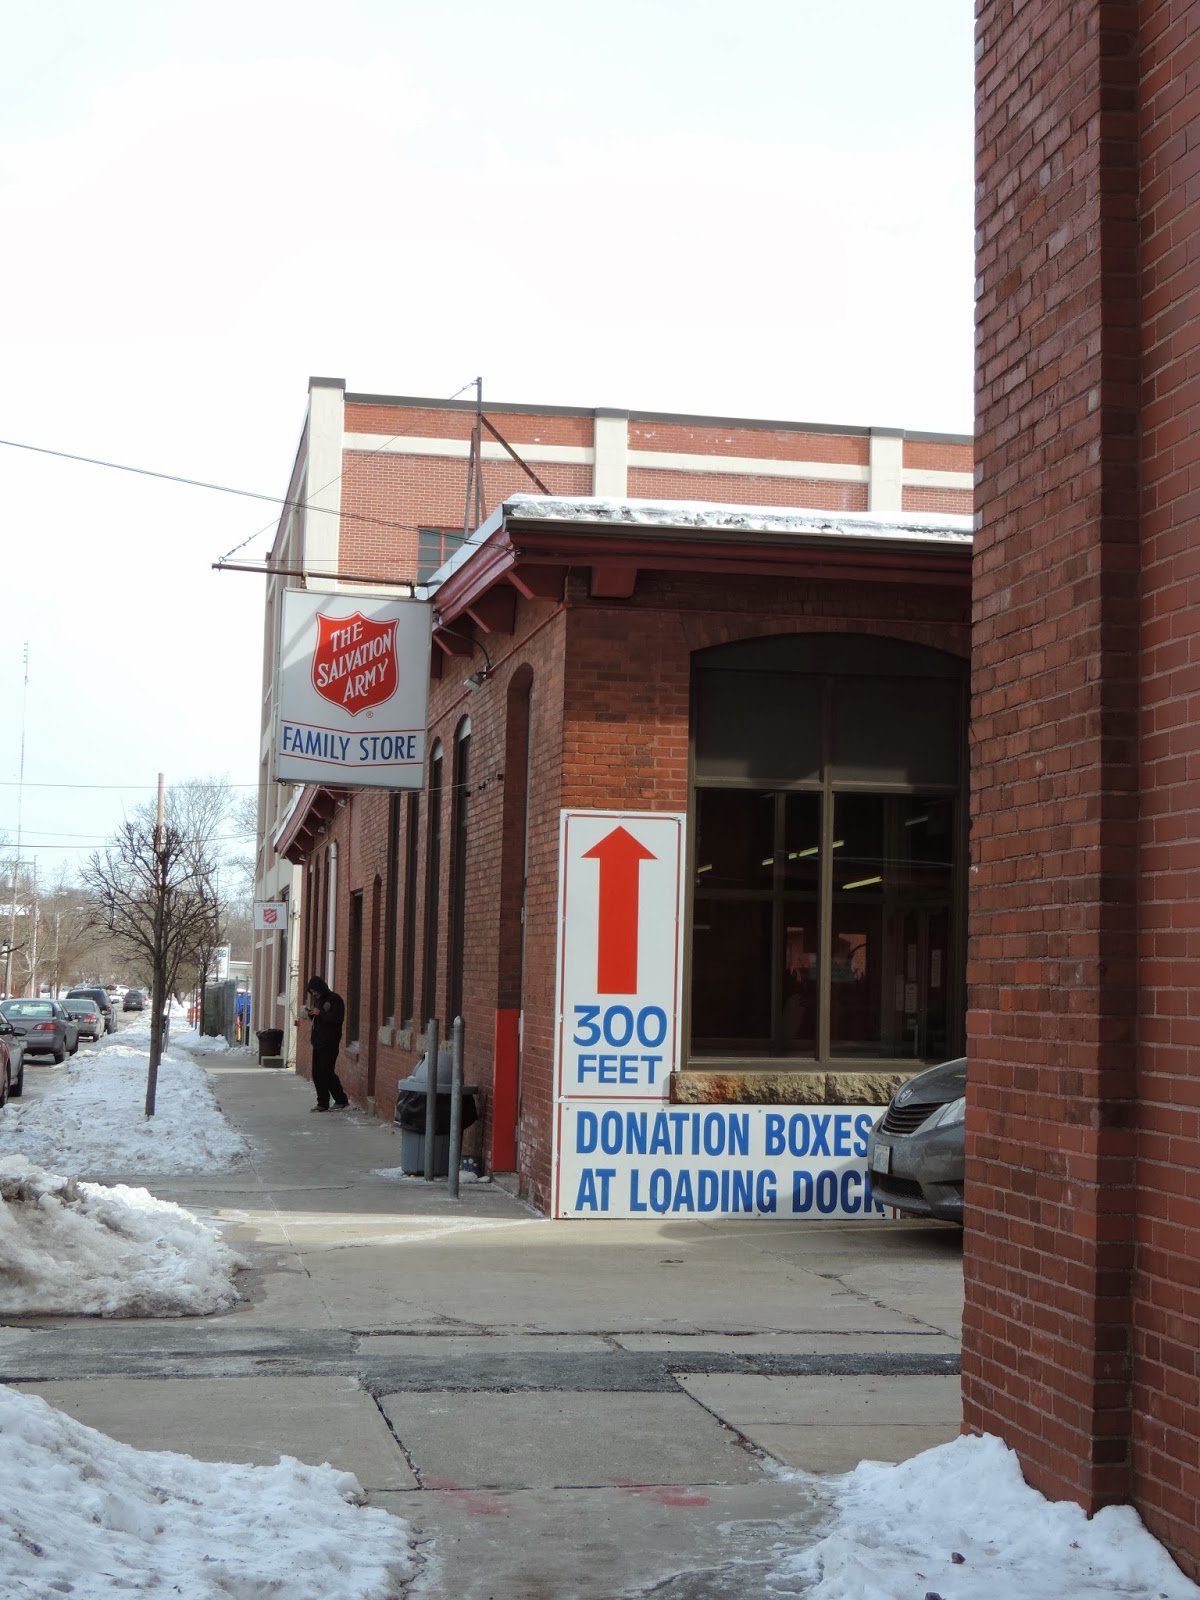 THE
SALVATION
ARMY
®
FAMILY STORE
300
FEET
DONATION BOXES
AT LOADING DOCK